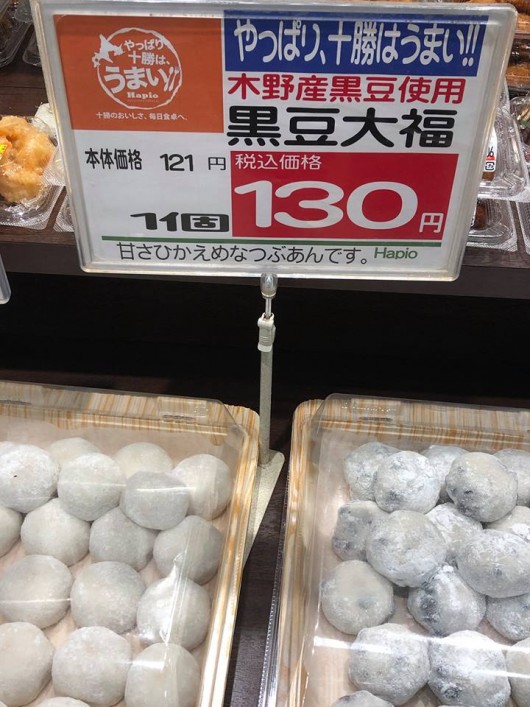 やっぱり
十勝は、
うまい!!
Hapio
十勝のおいしさ、毎日食卓へ。
やっぱり、十勝はうまい!!
木野産黒豆使用
黒豆大福
本体価格 121 円
税込価格
1個
130円
甘さひかえめなつぶあんです。 Hapio